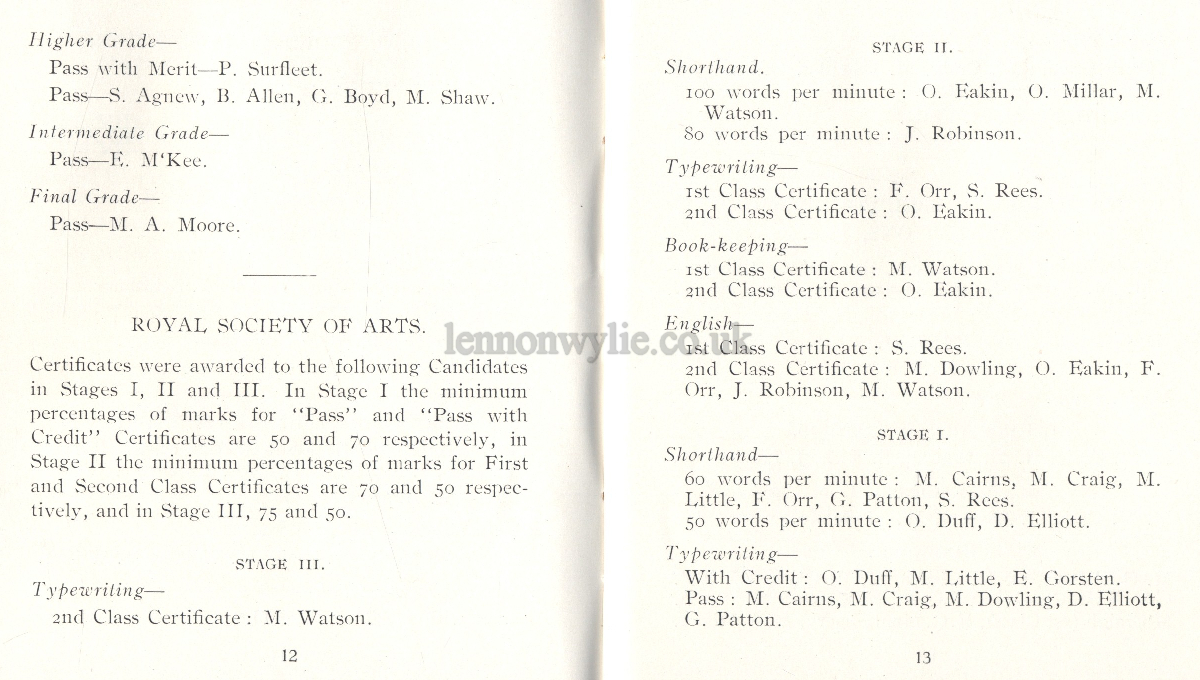 Higher Grade—
Pass with Merit—P. Surfleet.
Pass—S. Agnew, B. Allen, G. Boyd, M. Shaw.
Intermediate Grade—
Pass—E. M‘Kee.
Final Grade—
Pass—M. A. Moore.
ROYAL SOCIETY OF ARTS.
Certificates were awarded to the following Candidates
in Stages I, II and III. In Stage I the minimum
percentages of marks for “Pass” and “Pass with
Credit” Certificates are 50 and 70 respectively, in
Stage II the minimum percentages of marks for First
and Second Class Certificates are 70 and 50 respec-
tively, and in Stage III, 75 and 50.
STAGE III.
Typewriting—
2nd Class Certificate : M. Watson.
12
STAGE II.
Shorthand.
100 words per minute : O. Eakin, O. Millar, M.
Watson.
80 words per minute : J. Robinson.
Typewriting—
1st Class Certificate : F. Orr, S. Rees.
2nd Class Certificate : O. Eakin.
Book-keeping—
1st Class Certificate : M. Watson.
2nd Class Certificate : O. Eakin.
English—
1st Class Certificate : S. Rees.
2nd Class Certificate : M. Dowling, O. Eakin, F.
Orr, J. Robinson, M. Watson.
STAGE I.
Shorthand—
60 words per minute : M. Cairns, M. Craig, M.
Little, F. Orr, G. Patton, S. Rees.
50 words per minute : O. Duff, D. Elliott.
Typewriting—
With Credit : O. Duff, M. Little, E. Gorsten.
Pass : M. Cairns, M. Craig, M. Dowling, D. Elliott,
G. Patton.
13
lennonwylie.co.uk